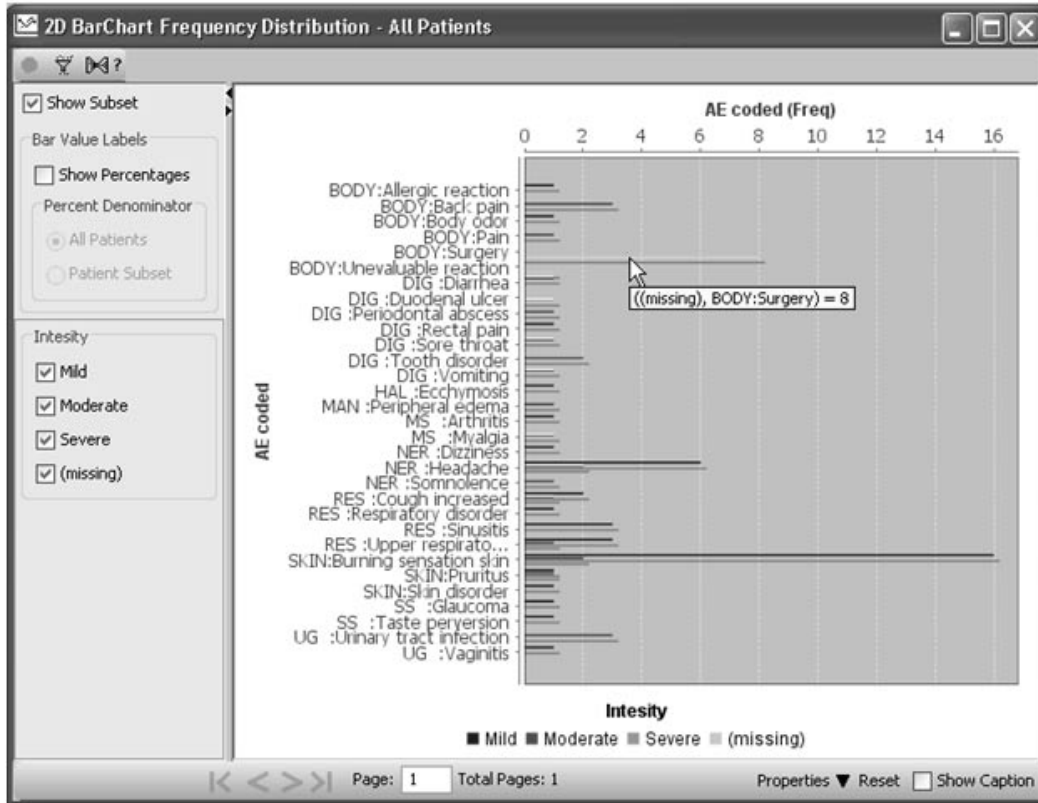 2D BarChart Frequency Distribution - All Patients
?
Show Subset
Bar Value Labels
Show Percentages
Percent Denominator
All Patients
Patient Subset
Intesity
Mild
Moderate
Severe
(missing)
AE coded (Freq)
0 2 4 6 8 10 12 14 16
AE coded
BODY:Allergic reaction
BODY:Back pain
BODY:Body odor
BODY:Pain
BODY:Surgery
BODY:Unevaluable reaction
DIG :Diarrhea
DIG :Duodenal ulcer
DIG :Periodontal abscess
DIG :Rectal pain
DIG :Sore throat
DIG :Tooth disorder
DIG :Vomiting
HAL :Ecchymosis
MAN :Peripheral edema
MS :Arthritis
MS :Myalgia
NER :Dizziness
NER :Headache
NER :Somnolence
RES :Cough increased
RES :Respiratory disorder
RES :Sinusitis
RES :Upper respirato...
SKIN:Burning sensation skin
SKIN:Pruritus
SKIN:Skin disorder
SS :Glaucoma
SS :Taste perversion
UG :Urinary tract infection
UG :Vaginitis
((missing), BODY:Surgery) = 8
Intesity
Mild Moderate Severe (missing)
Page: 1 Total Pages: 1 Properties Reset Show Caption